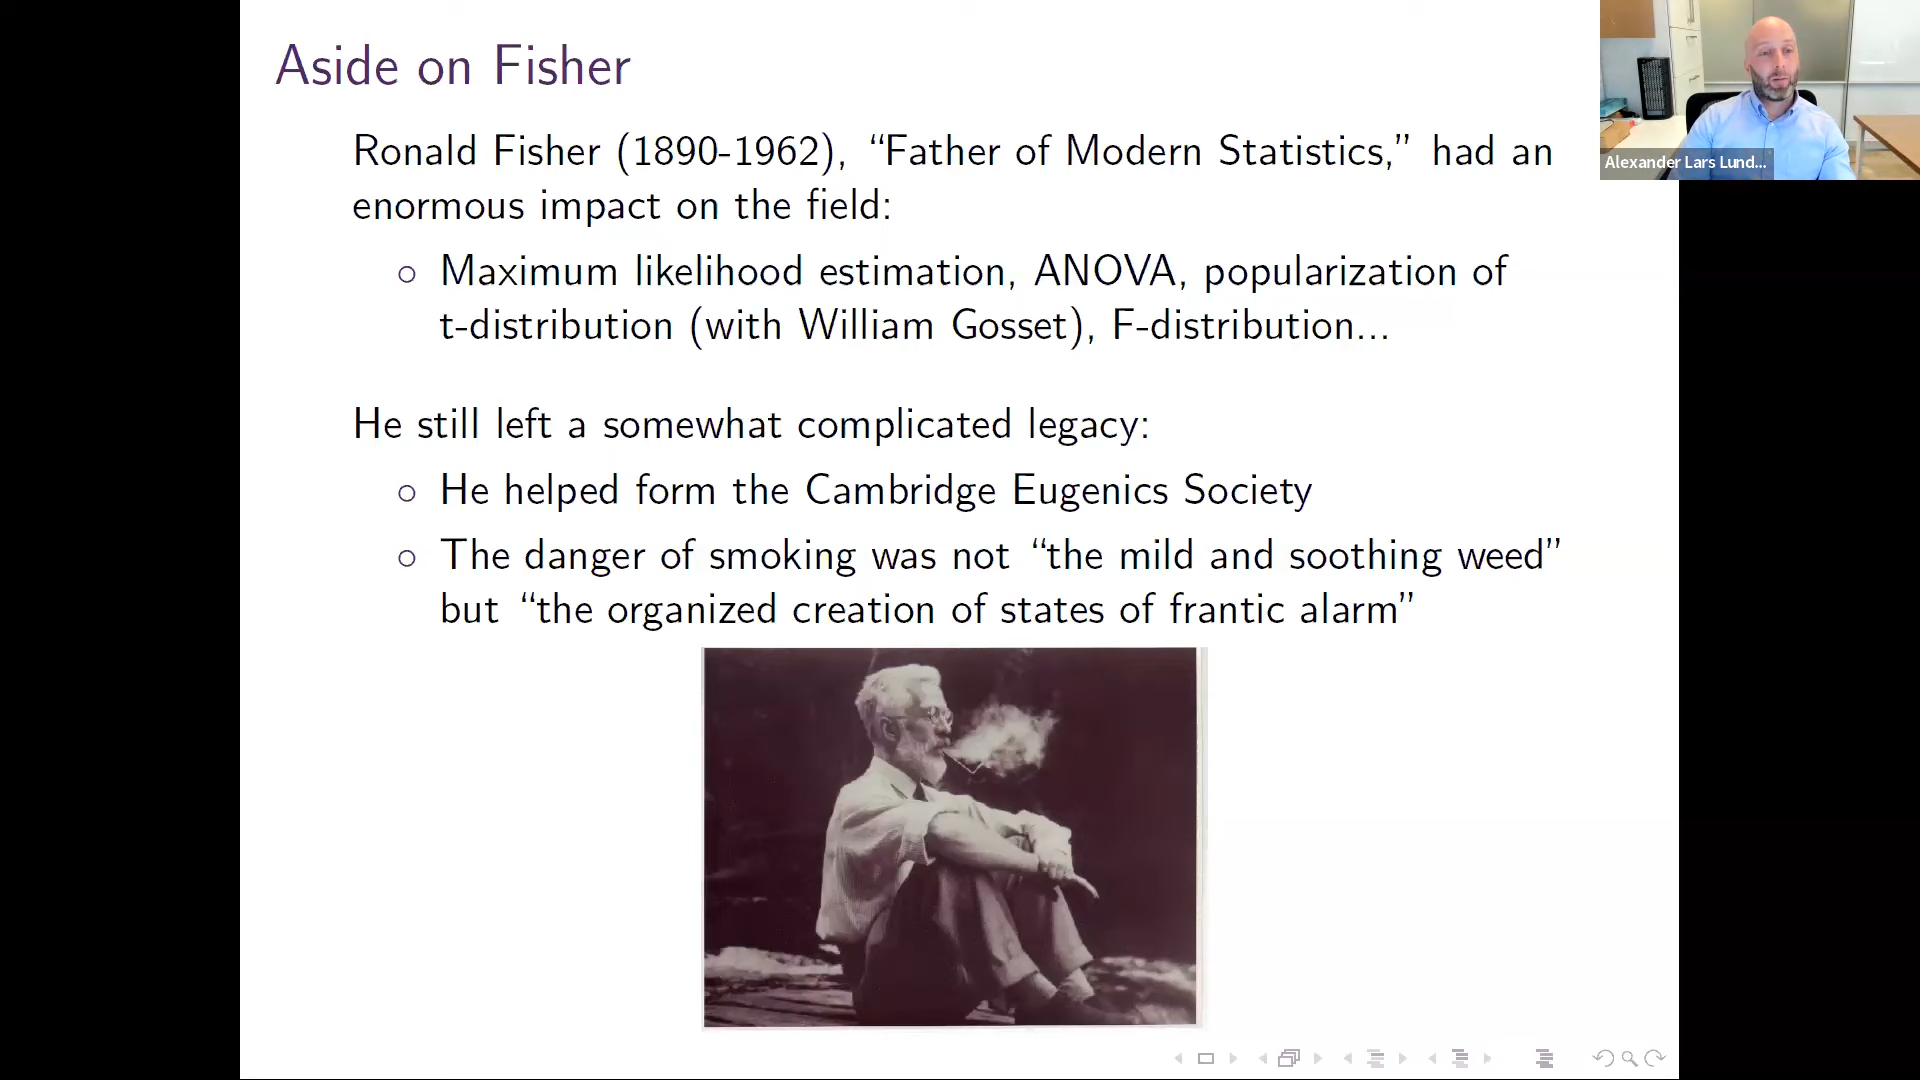 Aside on Fisher
Ronald Fisher (1890-1962), “Father of Modern Statistics,” had an
enormous impact on the field:
○ Maximum likelihood estimation, ANOVA, popularization of
t-distribution (with William Gosset), F-distribution...
He still left a somewhat complicated legacy:
○ He helped form the Cambridge Eugenics Society
○ The danger of smoking was not “the mild and soothing weed”
but “the organized creation of states of frantic alarm”
Alexander Lars Lund...